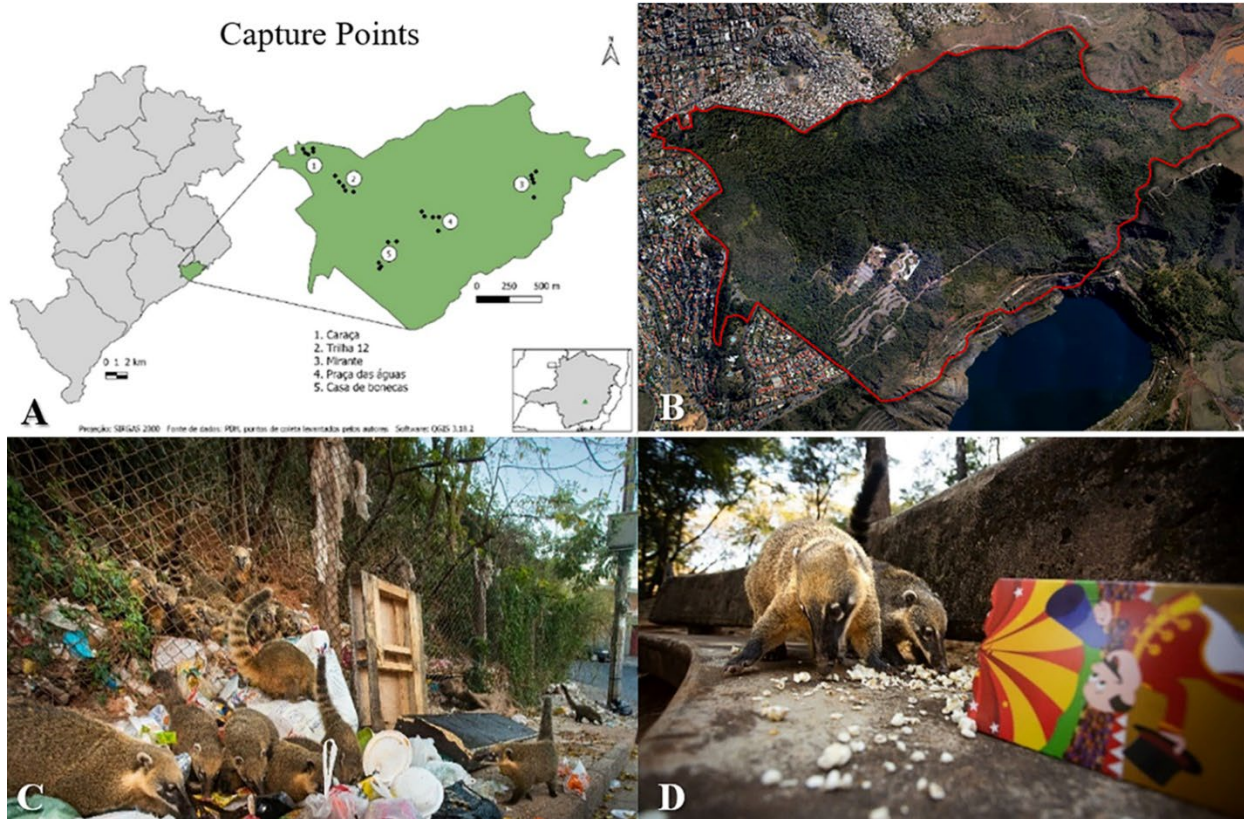 Capture Points
N
1
2
3
4
5
0 250 500 m
1. Caraça
2. Trilha 12
3. Mirante
4. Praça das águas
5. Casa de bonecas
0 1 2 km
A
Projeção: SIRGAS 2000 Fonte de dados: PBH, pontos de coleta levantados pelos autores Software: QGIS 3.18.2
B
C
D